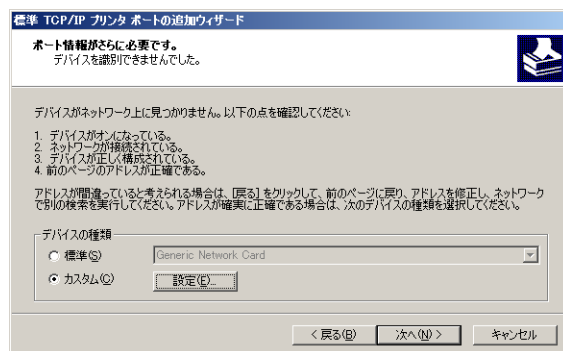 標準 TCP/IP プリンタ ポートの追加ウィザード
ポート情報がさらに必要です。
デバイスを識別できませんでした。
デバイスがネットワーク上に見つかりません。以下の点を確認してください:
1. デバイスがオンになっている。
2. ネットワークが接続されている。
3. デバイスが正しく構成されている。
4. 前のページのアドレスが正確である。
アドレスが間違っていると考えられる場合は、[戻る] をクリックして、前のページに戻り、アドレスを修正し、ネットワーク
で別の検索を実行してください。アドレスが確実に正確である場合は、次のデバイスの種類を選択してください。
デバイスの種類
標準(S)
Generic Network Card
カスタム(C)
設定(E)...
< 戻る(B)
次へ(N) >
キャンセル